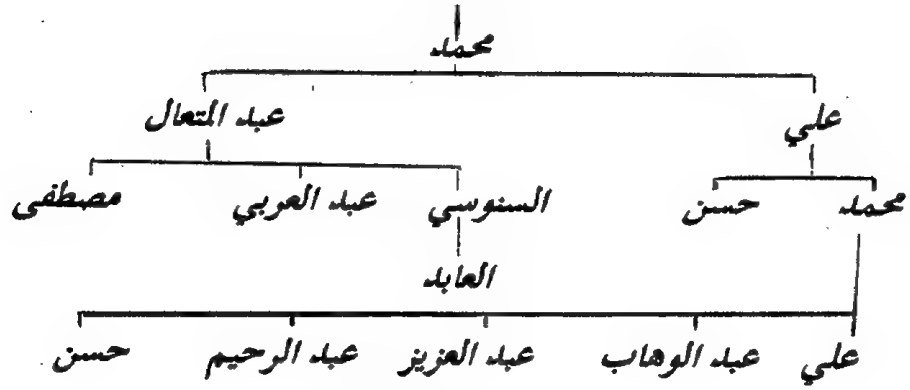 محمد
علي عبد المتعال
محمد حسن السنوسي عبد العربي مصطفى
العابد
علي عبد الوهاب عبد العزيز عبد الرحيم حسن